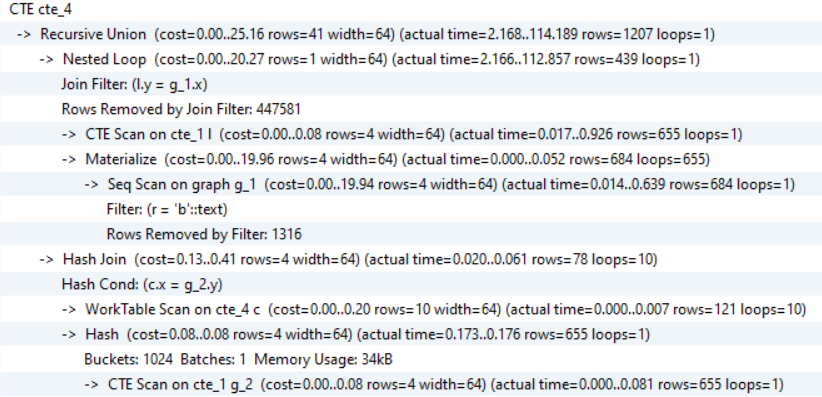 CTE cte_4
-> Recursive Union (cost=0.00..25.16 rows=41 width=64) (actual time=2.168..114.189 rows=1207 loops=1)
-> Nested Loop (cost=0.00..20.27 rows=1 width=64) (actual time=2.166..112.857 rows=439 loops=1)
Join Filter: (l.y = g_1.x)
Rows Removed by Join Filter: 447581
-> CTE Scan on cte_1 l (cost=0.00..0.08 rows=4 width=64) (actual time=0.017..0.926 rows=655 loops=1)
-> Materialize (cost=0.00..19.96 rows=4 width=64) (actual time=0.000..0.052 rows=684 loops=655)
-> Seq Scan on graph g_1 (cost=0.00..19.94 rows=4 width=64) (actual time=0.014..0.639 rows=684 loops=1)
Filter: (r = 'b'::text)
Rows Removed by Filter: 1316
-> Hash Join (cost=0.13..0.41 rows=4 width=64) (actual time=0.020..0.061 rows=78 loops=10)
Hash Cond: (c.x = g_2.y)
-> WorkTable Scan on cte_4 c (cost=0.00..0.20 rows=10 width=64) (actual time=0.000..0.007 rows=121 loops=10)
-> Hash (cost=0.08..0.08 rows=4 width=64) (actual time=0.173..0.176 rows=655 loops=1)
Buckets: 1024 Batches: 1 Memory Usage: 34kB
-> CTE Scan on cte_1 g_2 (cost=0.00..0.08 rows=4 width=64) (actual time=0.000..0.081 rows=655 loops=1)